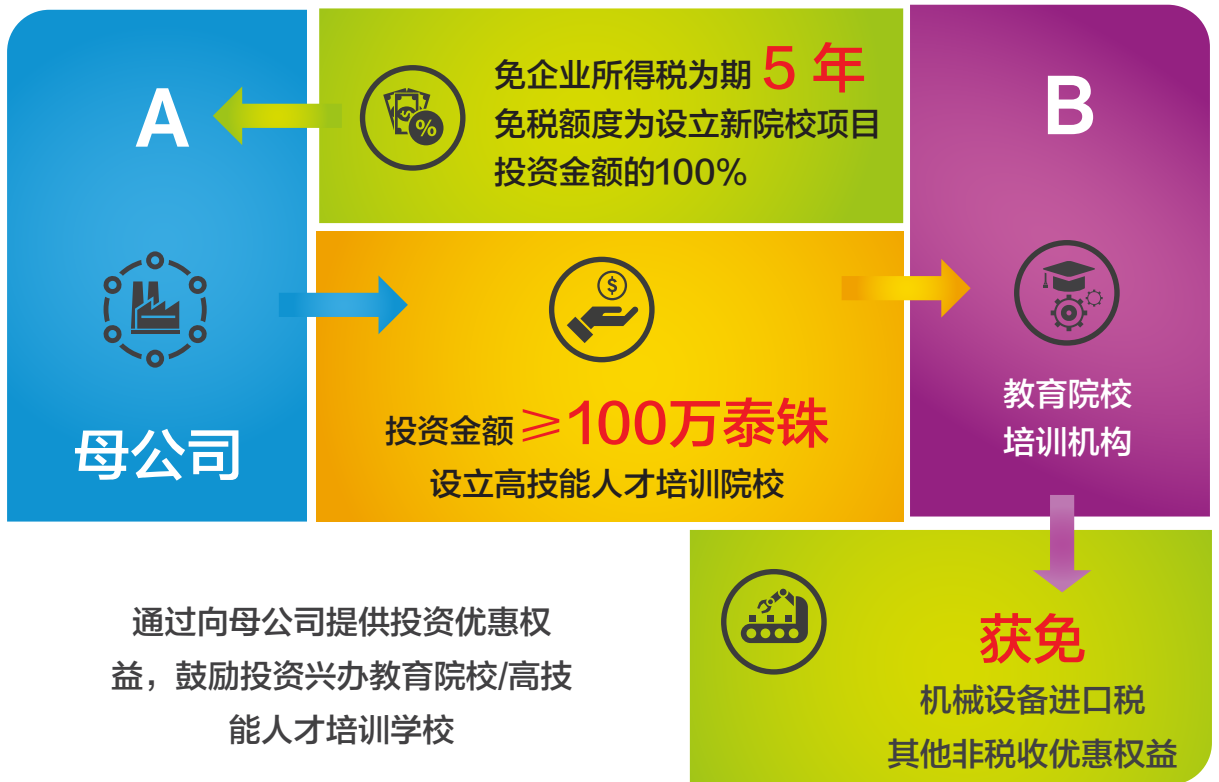 A
免企业所得税为期 5 年
免税额度为设立新院校项目
投资金额的100%
B
%
$
母公司
投资金额 ≥100万泰铢
设立高技能人才培训院校
教育院校
培训机构
通过向母公司提供投资优惠权
益，鼓励投资兴办教育院校/高技
能人才培训学校
获免
机械设备进口税
其他非税收优惠权益